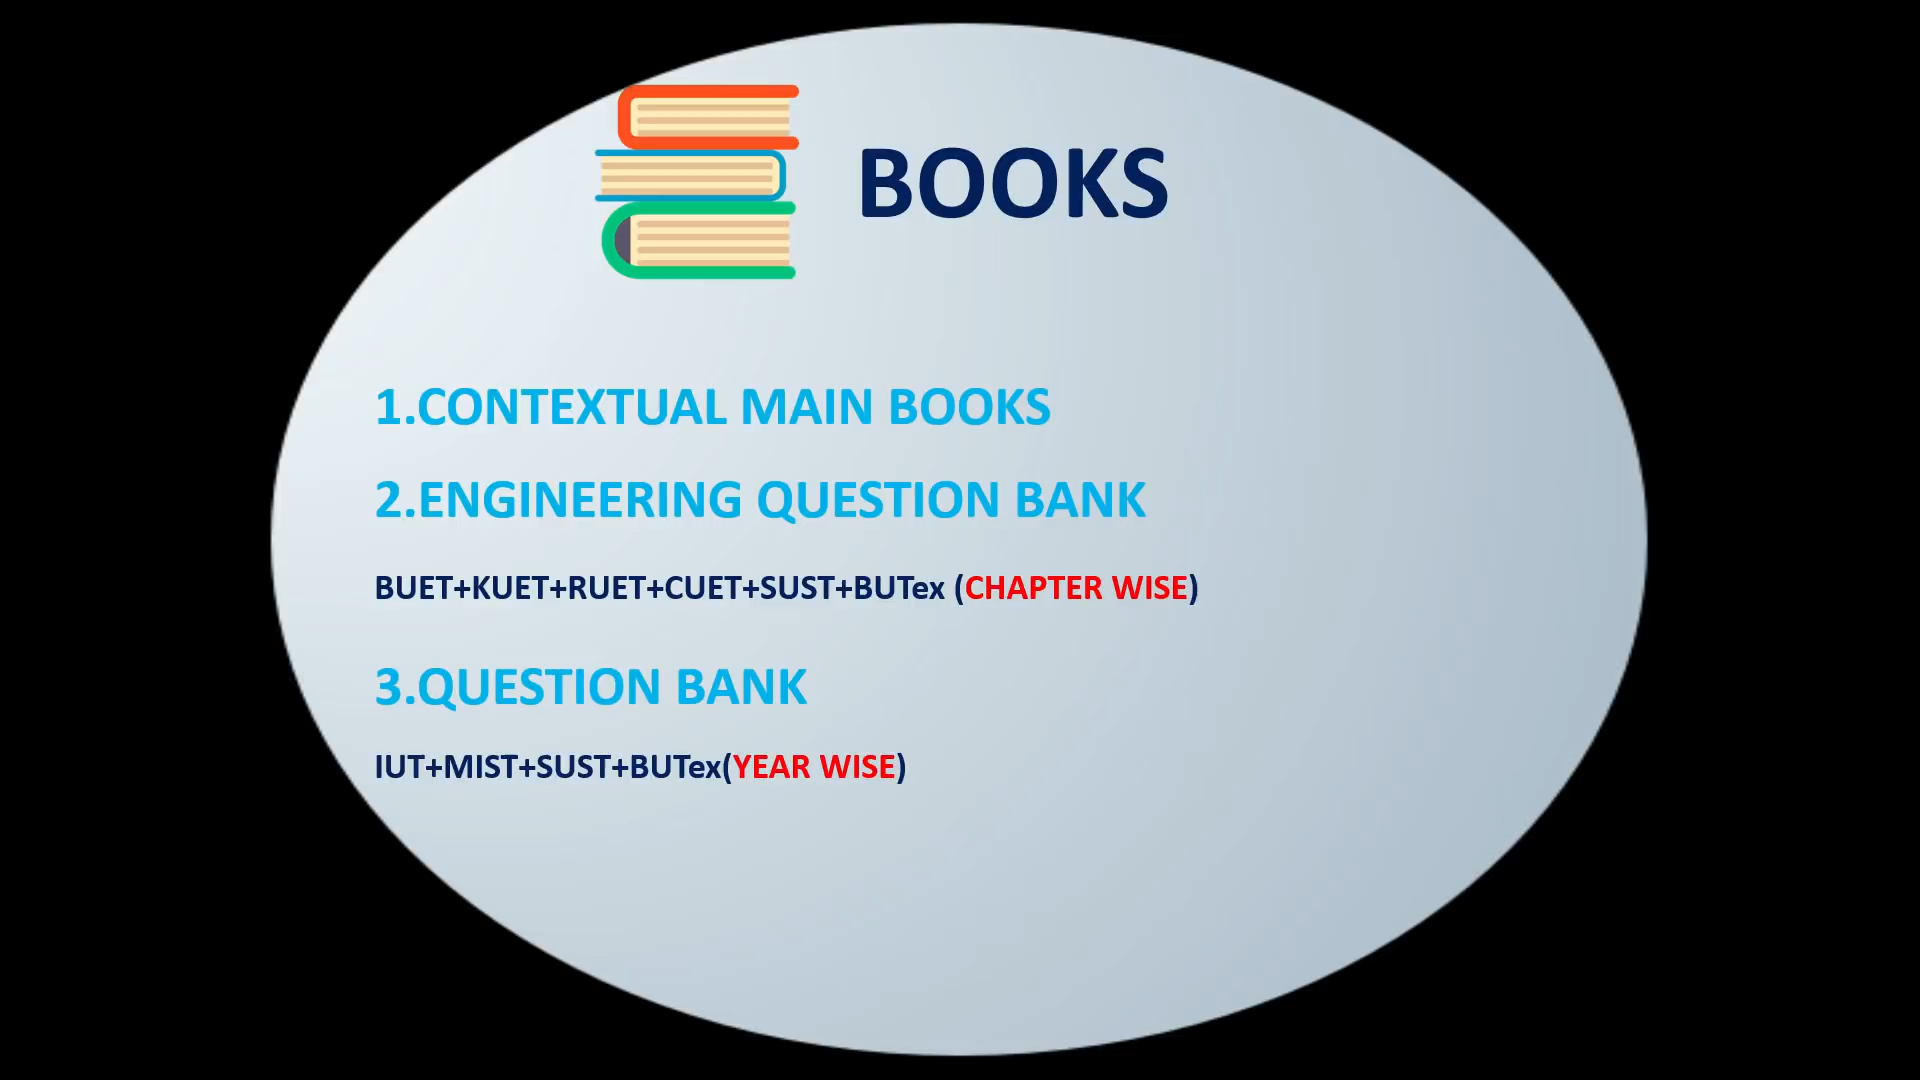 BOOKS
1.CONTEXTUAL MAIN BOOKS
2.ENGINEERING QUESTION BANK
BUET+KUET+RUET+CUET+SUST+BUTex (CHAPTER WISE)
3.QUESTION BANK
IUT+MIST+SUST+BUTex(YEAR WISE)